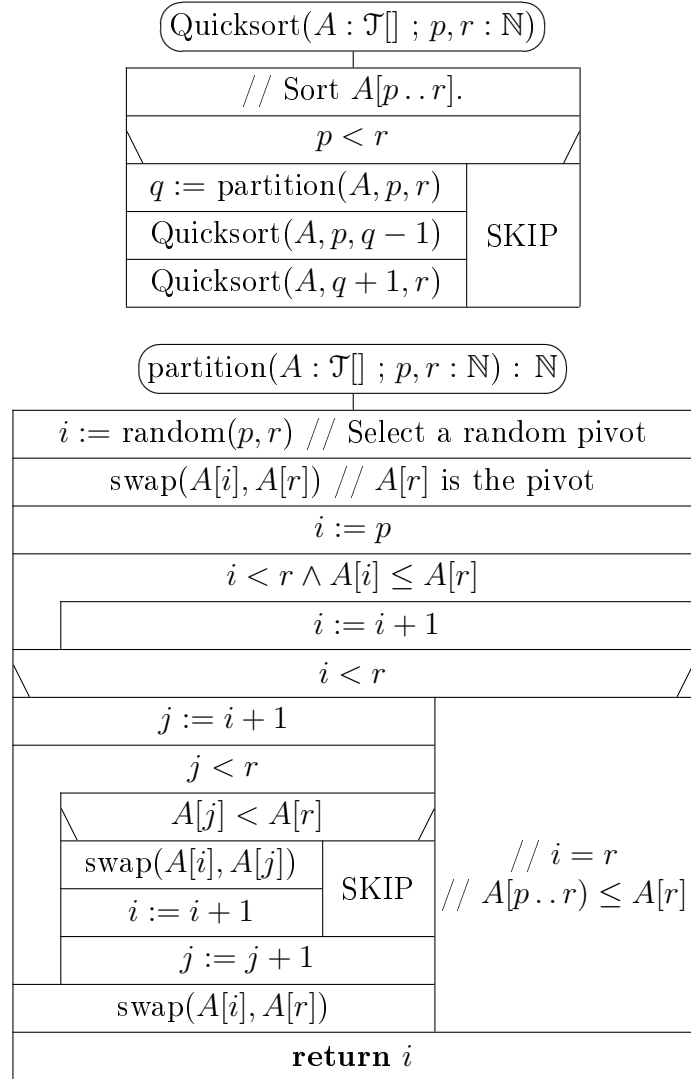 Quicksort(A : 𝒯[] ; p, r : ℕ)
// Sort A[p . . r].
p < r
q := partition(A, p, r)
Quicksort(A, p, q − 1)
SKIP
Quicksort(A, q + 1, r)
partition(A : 𝒯[] ; p, r : ℕ) : ℕ
i := random(p, r) // Select a random pivot
swap(A[i], A[r]) // A[r] is the pivot
i := p
i < r ∧ A[i] ≤ A[r]
i := i + 1
i < r
j := i + 1
j < r
A[j] < A[r]
swap(A[i], A[j])
SKIP
i := i + 1
j := j + 1
swap(A[i], A[r])
// i = r
// A[p . . r) ≤ A[r]
return i